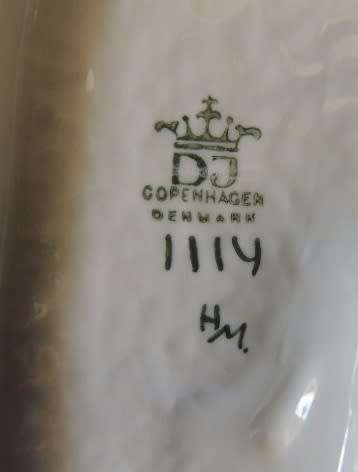 DJ
COPENHAGEN
DENMARK
1114
HM.